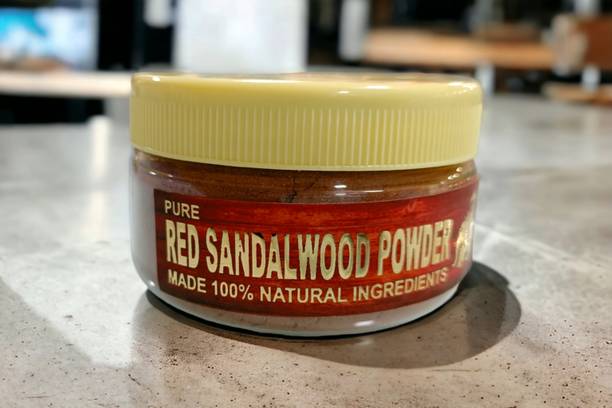 PURE
RED SANDALWOOD POWDER
MADE 100% NATURAL INGREDIENTS